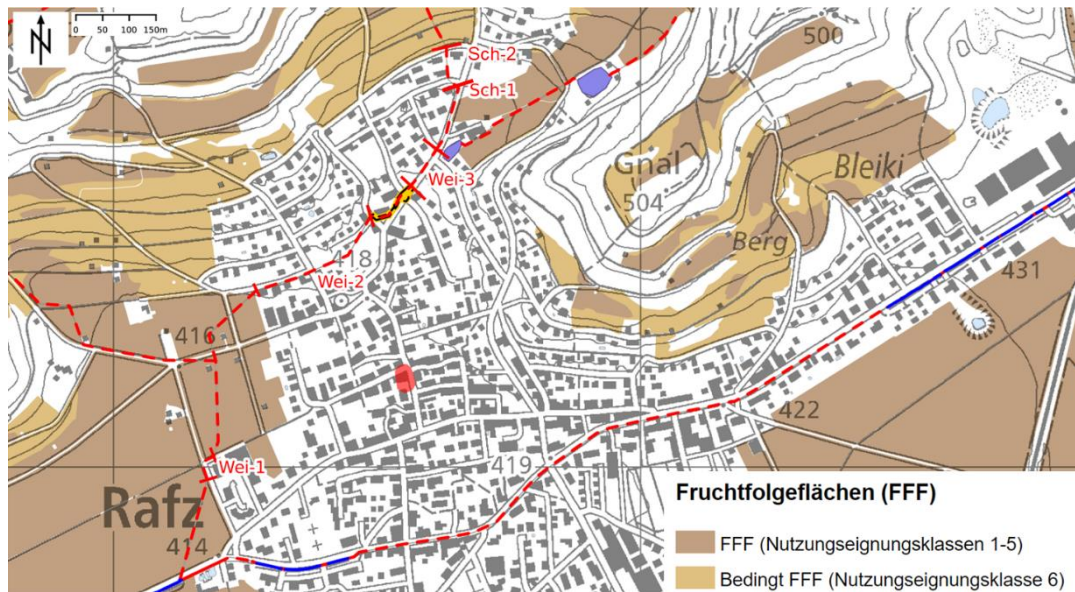 N
0 50 100 150m
500
Sch-2
Sch-1
Gnal
504
Bleiki
Wei-3
Berg
18
Wei-2
431
416
422
Wei-1
419
Rafz
414
Fruchtfolgeflächen (FFF)
FFF (Nutzungseignungsklassen 1-5)
Bedingt FFF (Nutzungseignungsklasse 6)